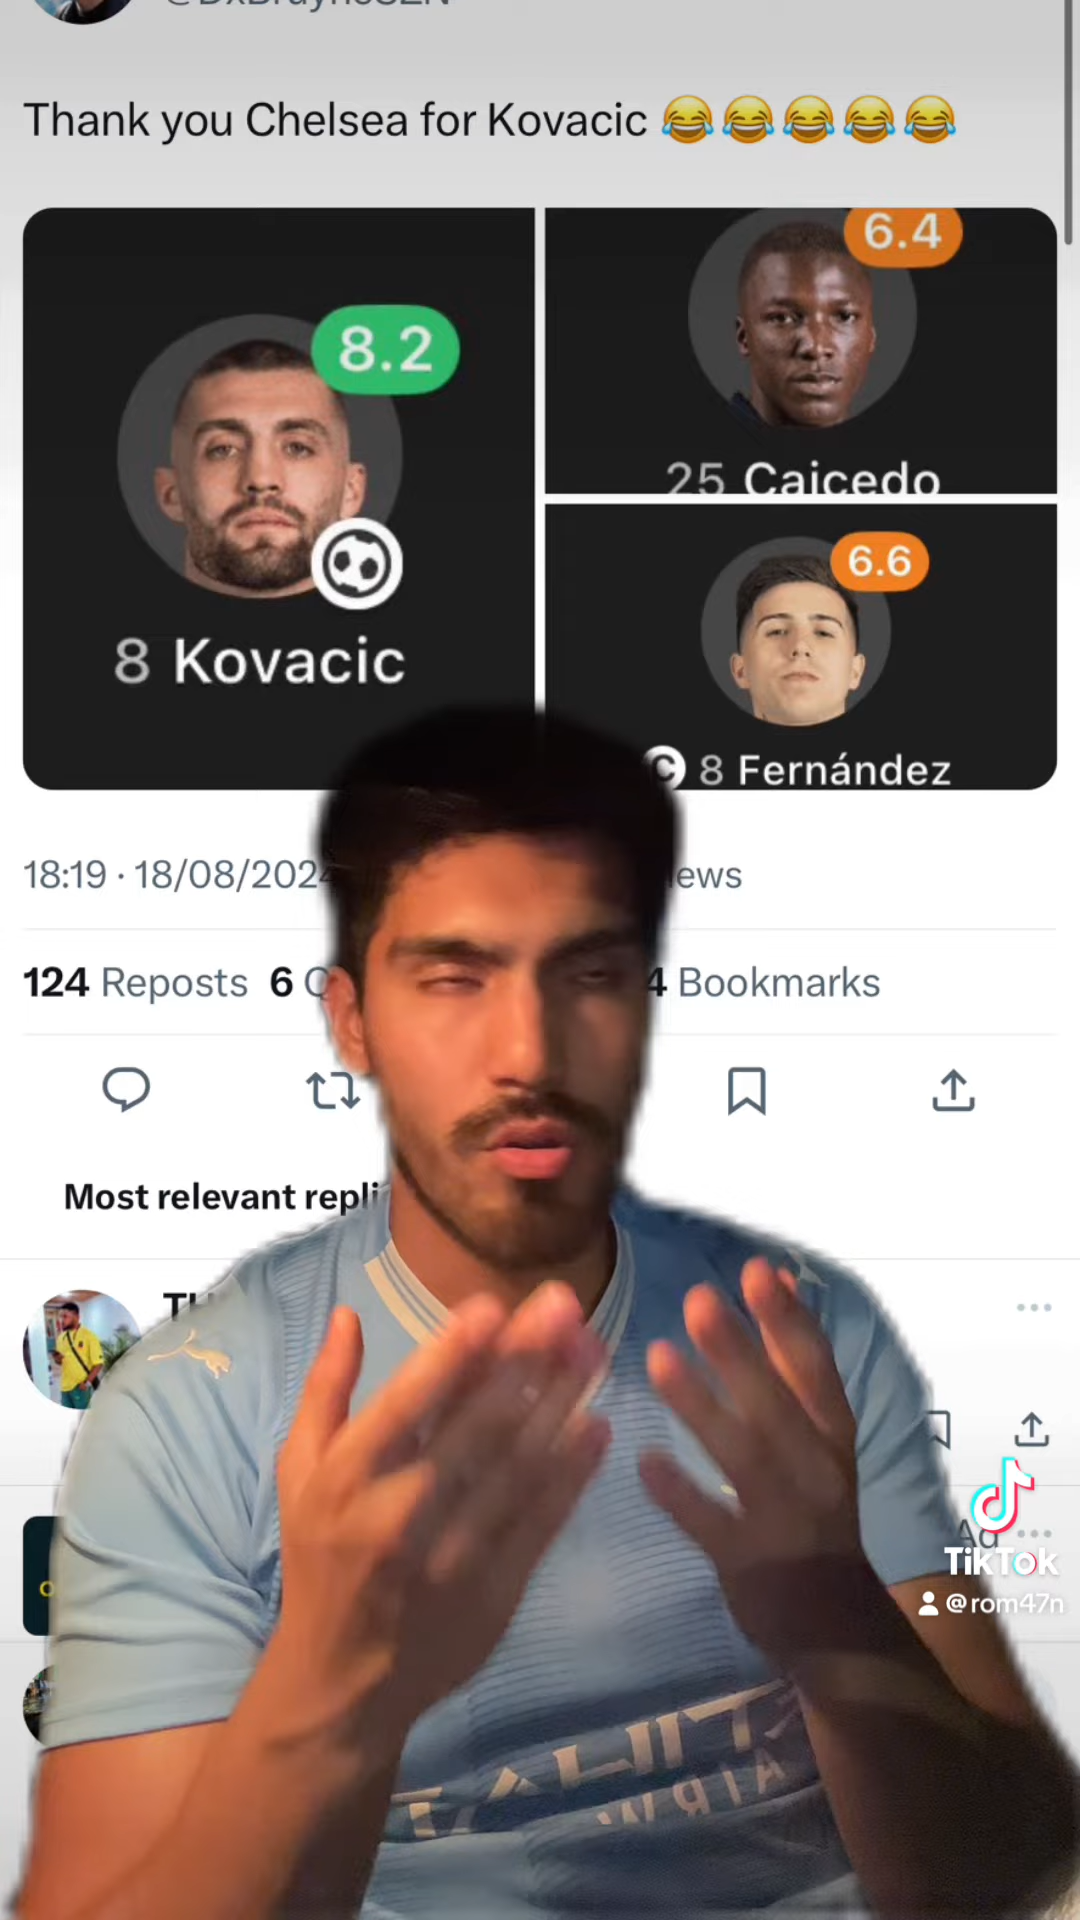 Thank you Chelsea for Kovacic 😂😂😂😂😂
8.2
8 Kovacic
6.4
25 Caicedo
6.6
C 8 Fernández
18:19 · 18/08/202
ews
124 Reposts 6
4 Bookmarks
Most relevant repli
Ad
TikTok
@rom47n